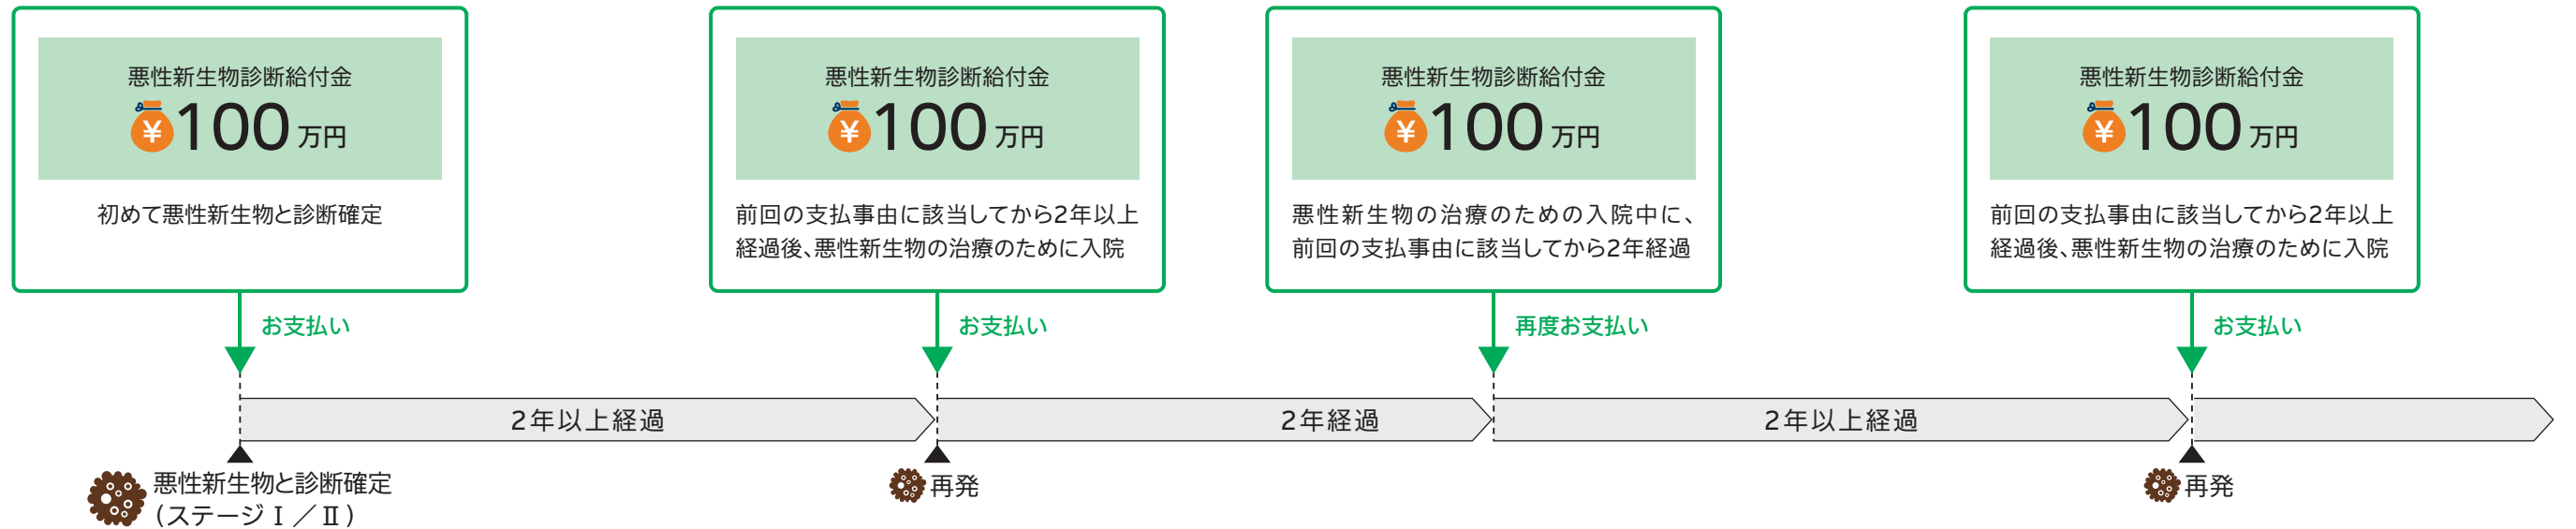 悪性新生物診断給付金
¥100万円
初めて悪性新生物と診断確定
お支払い
悪性新生物診断給付金
¥100万円
前回の支払事由に該当してから2年以上
経過後、悪性新生物の治療のために入院
お支払い
悪性新生物診断給付金
¥100万円
悪性新生物の治療のための入院中に、
前回の支払事由に該当してから2年経過
再度お支払い
悪性新生物診断給付金
¥100万円
前回の支払事由に該当してから2年以上
経過後、悪性新生物の治療のために入院
お支払い
2年以上経過
2年経過
2年以上経過
悪性新生物と診断確定
(ステージⅠ／Ⅱ)
再発
再発